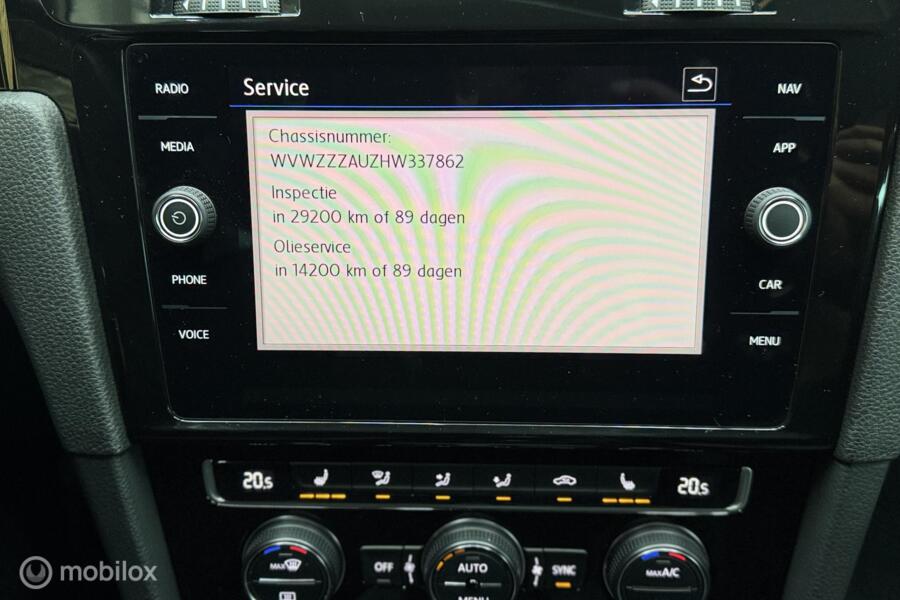 RADIO
Service
NAV
MEDIA
APP
Chassisnummer:
WVWZZZAUZHW337862
Inspectie
in 29200 km of 89 dagen
Olieservice
in 14200 km of 89 dagen
PHONE
CAR
VOICE
MENU
20.5
20.5
MAX
OFF
AUTO
SYNC
MAX A/C
MENU
mobilox